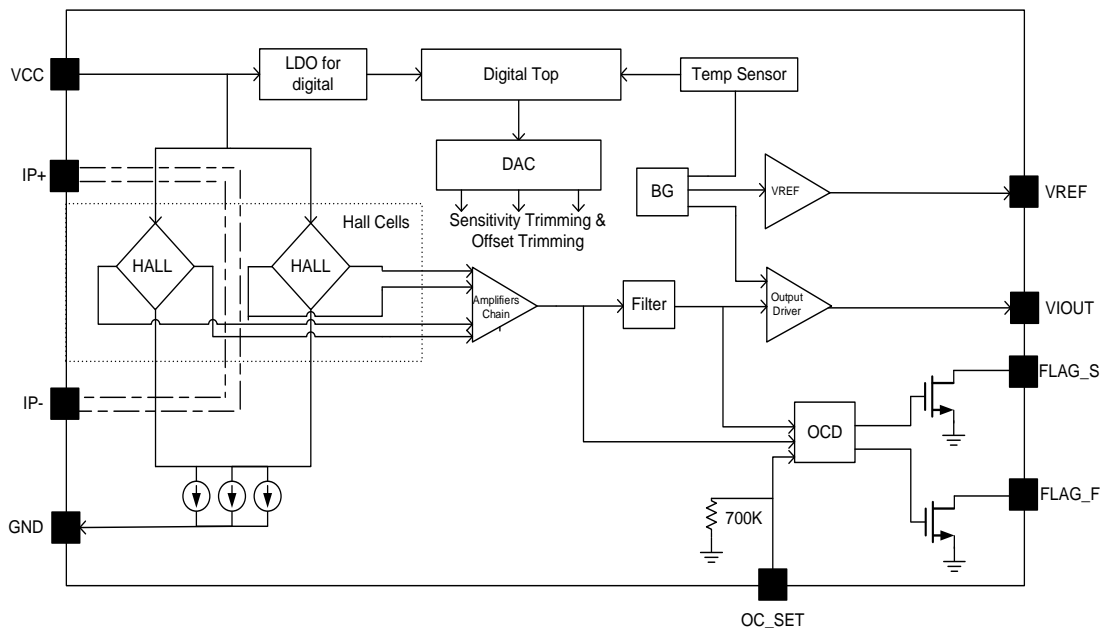 VCC
LDO for
digital
Digital Top
Temp Sensor
IP+
DAC
BG
VREF
VREF
Hall Cells
Sensitivity Trimming &
Offset Trimming
HALL
HALL
Amplifiers
Chain
Filter
Output
Driver
VIOUT
FLAG_S
IP-
OCD
FLAG_F
GND
700K
OC_SET